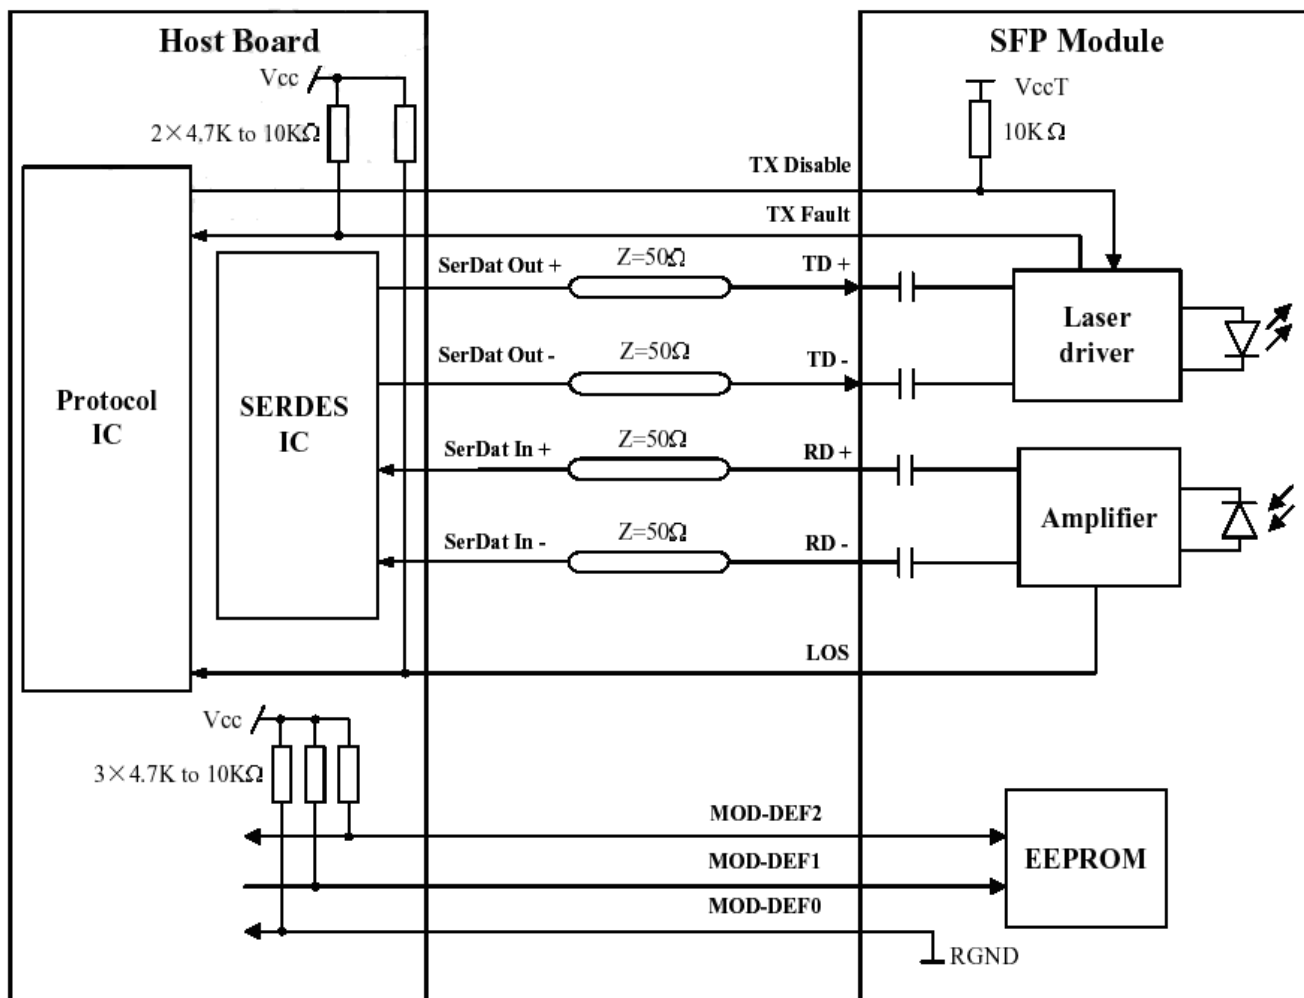 Host Board
SFP Module
Vcc
VccT
2×4.7K to 10KΩ
10KΩ
TX Disable
TX Fault
SerDat Out +
Z=50Ω
TD +
Laser
driver
SerDat Out -
Z=50Ω
TD -
Protocol
IC
SERDES
IC
SerDat In +
Z=50Ω
RD +
Amplifier
SerDat In -
Z=50Ω
RD -
LOS
Vcc
3×4.7K to 10KΩ
MOD-DEF2
EEPROM
MOD-DEF1
MOD-DEF0
RGND